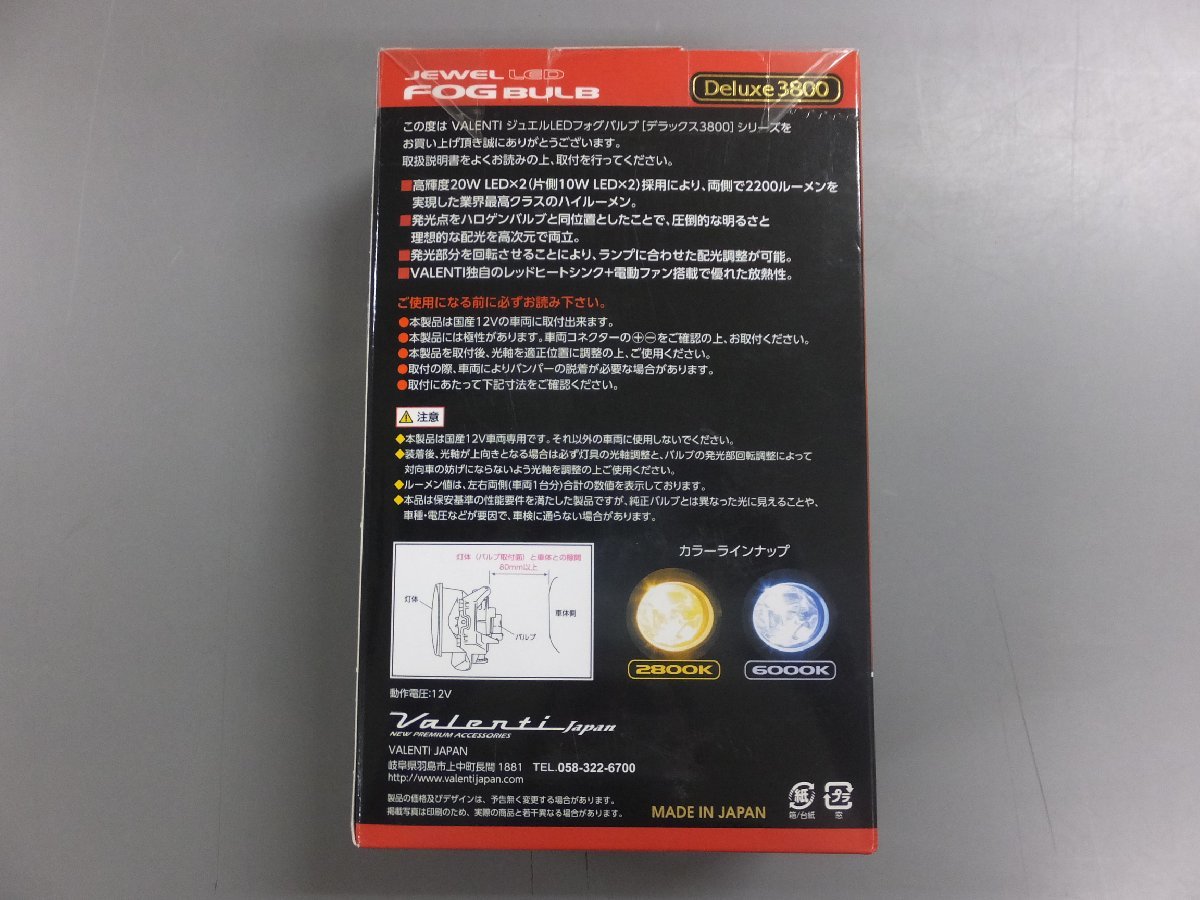 JEWEL LED
FOG BULB
Deluxe3800
この度は VALENTI ジュエルLEDフォグバルブ [デラックス3800] シリーズを
お買い上げ頂き誠にありがとうございます。
取扱説明書をよくお読みの上、取付を行ってください。
■高輝度20W LED×2(片側10W LED×2)採用により、両側で2200ルーメンを
実現した業界最高クラスのハイルーメン。
■発光点をハロゲンバルブと同位置としたことで、圧倒的な明るさと
理想的な配光を高次元で両立。
■発光部分を回転させることにより、ランプに合わせた配光調整が可能。
■VALENTI独自のレッドヒートシンク+電動ファン搭載で優れた放熱性。
ご使用になる前に必ずお読み下さい。
●本製品は国産12Vの車両に取付出来ます。
●本製品には極性があります。車両コネクターの⊕⊖をご確認の上、お取付ください。
●本製品を取付後、光軸を適正位置に調整の上、ご使用ください。
●取付の際、車両によりバンパーの脱着が必要な場合があります。
●取付にあたって下記寸法をご確認ください。
⚠注意
◆本製品は国産12V車両専用です。それ以外の車両に使用しないでください。
◆装着後、光軸が上向きとなる場合は必ず灯具の光軸調整と、バルブの発光部回転調整によって
対向車の妨げにならないよう光軸を調整の上ご使用ください。
◆ルーメン値は、左右両側(車両1台分)合計の数値を表示しております。
◆本品は保安基準の性能要件を満たした製品ですが、純正バルブとは異なった光に見えることや、
車種・電圧などが要因で、車検に通らない場合があります。
灯体(バルブ取付面)と車体との隙間
80mm以上
灯体
車体側
バルブ
カラーラインナップ
2800K
6000K
動作電圧:12V
Valenti Japan
NEW PREMIUM ACCESSORIES
VALENTI JAPAN
岐阜県羽島市上中町長間1881 TEL.058-322-6700
http://www.valentijapan.com
製品の価格及びデザインは、予告無く変更する場合があります。
掲載写真は印刷のため、実際の商品と若干異なる場合があります。
MADE IN JAPAN
紙
箱/台紙
プラ
窓